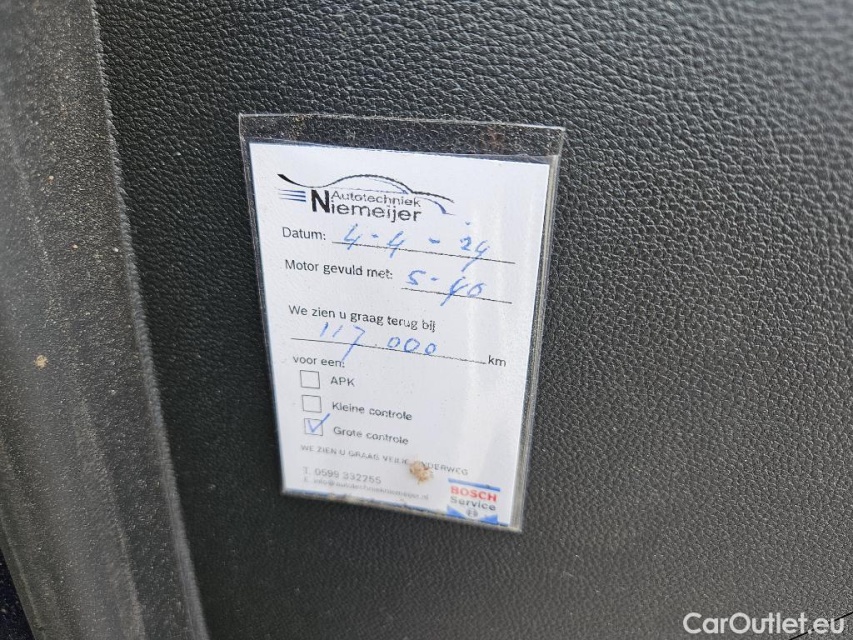 Autotechniek
Niemeijer
Datum: 4-4-24
Motor gevuld met: 5-40
We zien u graag terug bij
117.000 km
voor een:
APK
Kleine controle
Grote controle
WE ZIEN U GRAAG VEILIG ONDERWEG
T. 0599 332255
BOSCH
Service
CarOutlet.eu